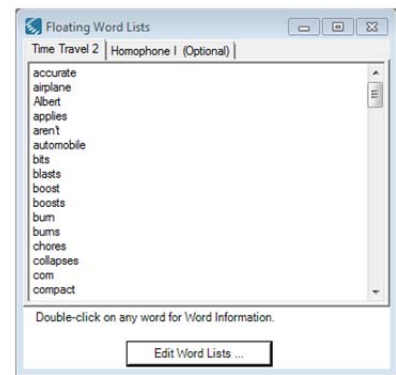 Floating Word Lists
Time Travel 2 Homophone I (Optional)
accurate
airplane
Albert
applies
aren't
automobile
bits
blasts
boost
boosts
burn
burns
chores
collapses
com
compact
Double-click on any word for Word Information.
Edit Word Lists ...